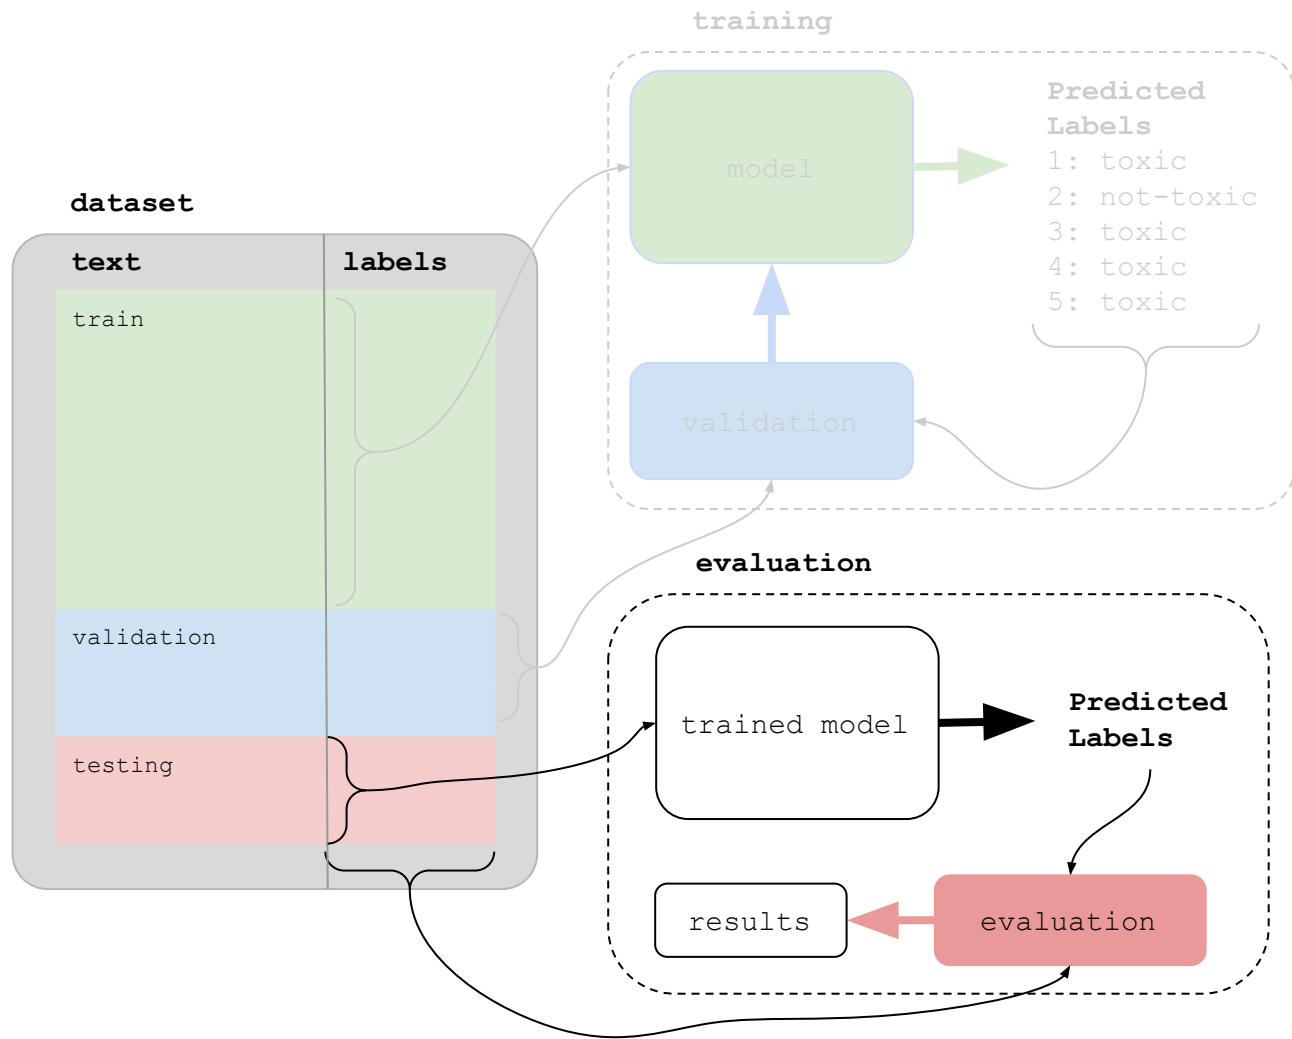 training
Predicted
Labels
1: toxic
2: not-toxic
3: toxic
4: toxic
5: toxic
model
validation
dataset
text
labels
train
validation
testing
evaluation
trained model
Predicted
Labels
results
evaluation